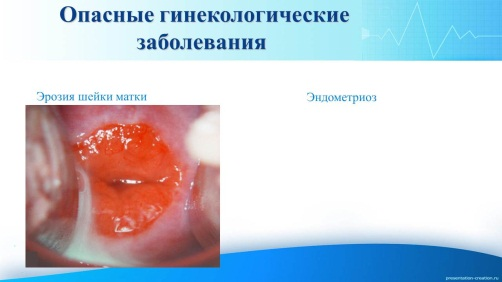 Опасные гинекологические
заболевания
Эрозия шейки матки
Эндометриоз
presentation-creation.ru